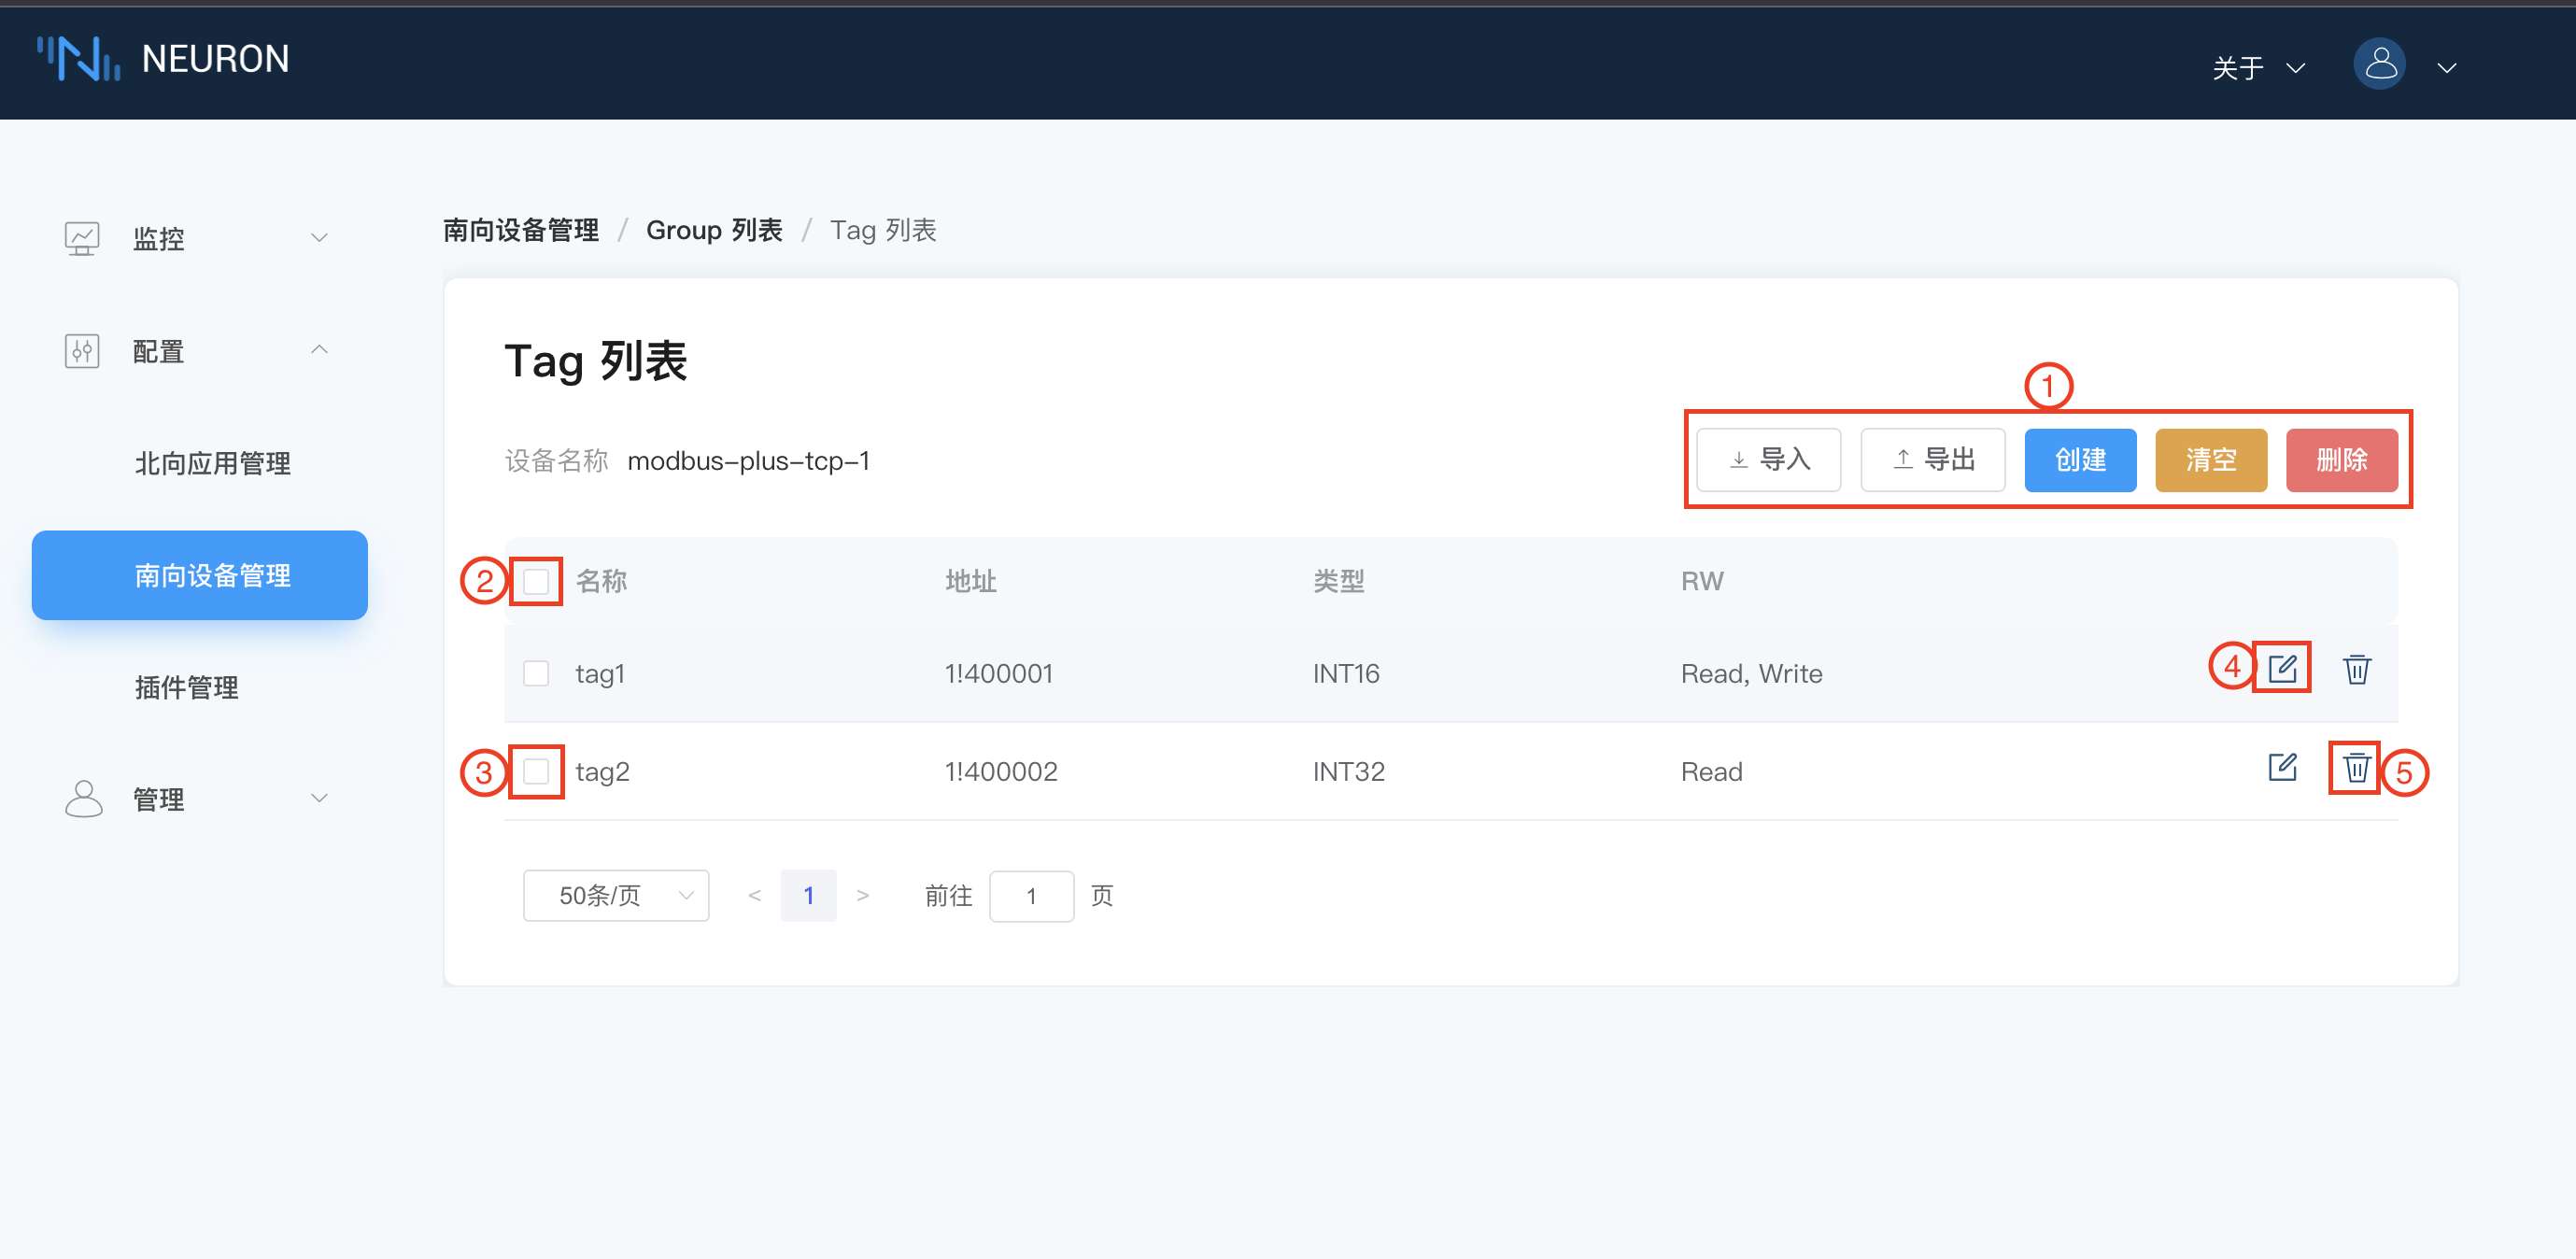 NEURON
关于
监控
配置
北向应用管理
南向设备管理
插件管理
管理
南向设备管理 / Group 列表 / Tag 列表
Tag 列表
①
设备名称 modbus-plus-tcp-1
导入 导出 创建 清空 删除
② 名称 地址 类型 RW
tag1 1!400001 INT16 Read, Write ④
③ tag2 1!400002 INT32 Read ⑤
50条/页 < 1 > 前往 1 页